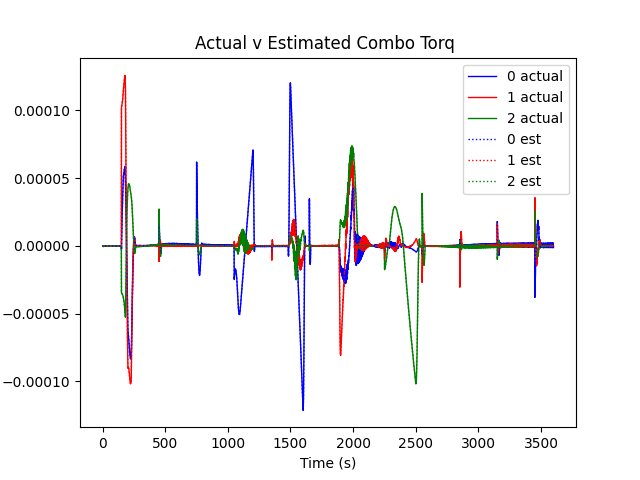 Actual v Estimated Combo Torq
0 actual
1 actual
2 actual
0 est
1 est
2 est
0.00010
0.00005
0.00000
−0.00005
−0.00010
0 500 1000 1500 2000 2500 3000 3500
Time (s)